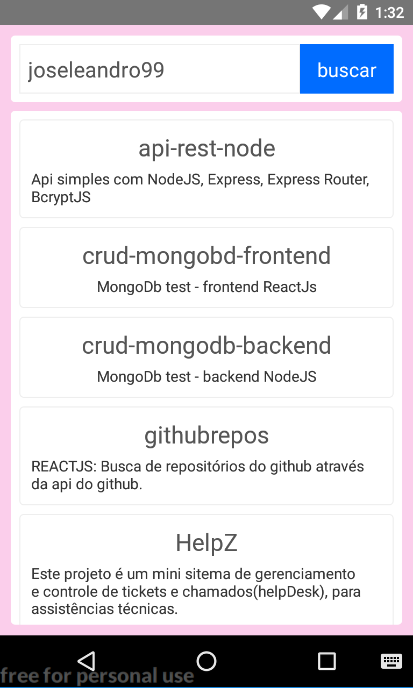 1:32
joseleandro99
buscar
api-rest-node
Api simples com NodeJS, Express, Express Router,
BcryptJS
crud-mongobd-frontend
MongoDb test - frontend ReactJs
crud-mongodb-backend
MongoDb test - backend NodeJS
githubrepos
REACTJS: Busca de repositórios do github através
da api do github.
HelpZ
Este projeto é um mini sitema de gerenciamento
e controle de tickets e chamados(helpDesk), para
assistências técnicas.
free for personal use